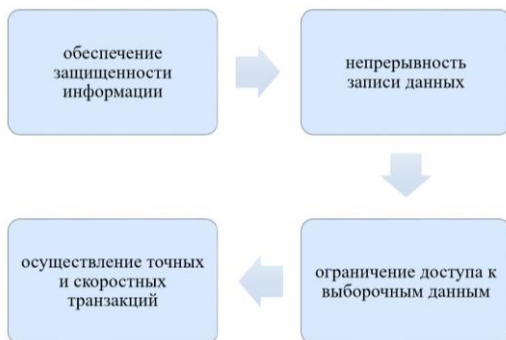 обеспечение
защищенности
информации
непрерывность
записи данных
ограничение доступа к
выборочным данным
осуществление точных
и скоростных
транзакций